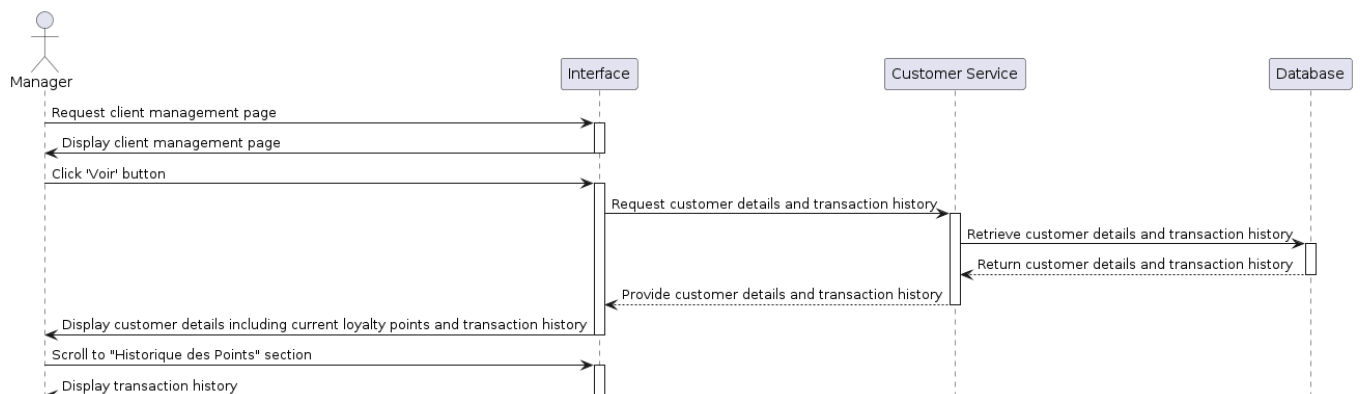 Manager
Interface
Customer Service
Database
Request client management page
Display client management page
Click 'Voir' button
Request customer details and transaction history
Retrieve customer details and transaction history
Return customer details and transaction history
Provide customer details and transaction history
Display customer details including current loyalty points and transaction history
Scroll to "Historique des Points" section
Display transaction history